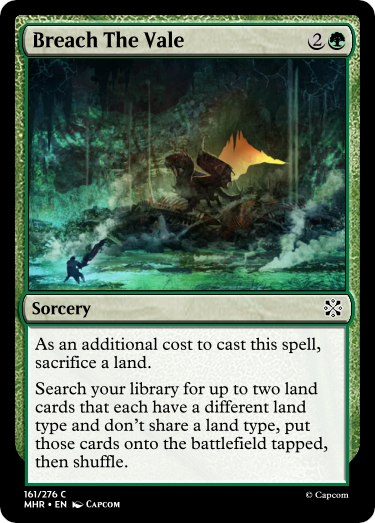 Breach The Vale 2
Sorcery
As an additional cost to cast this spell,
sacrifice a land.
Search your library for up to two land
cards that each have a different land
type and don't share a land type, put
those cards onto the battlefield tapped,
then shuffle.
161/276 C
MHR • EN CAPCOM
© Capcom